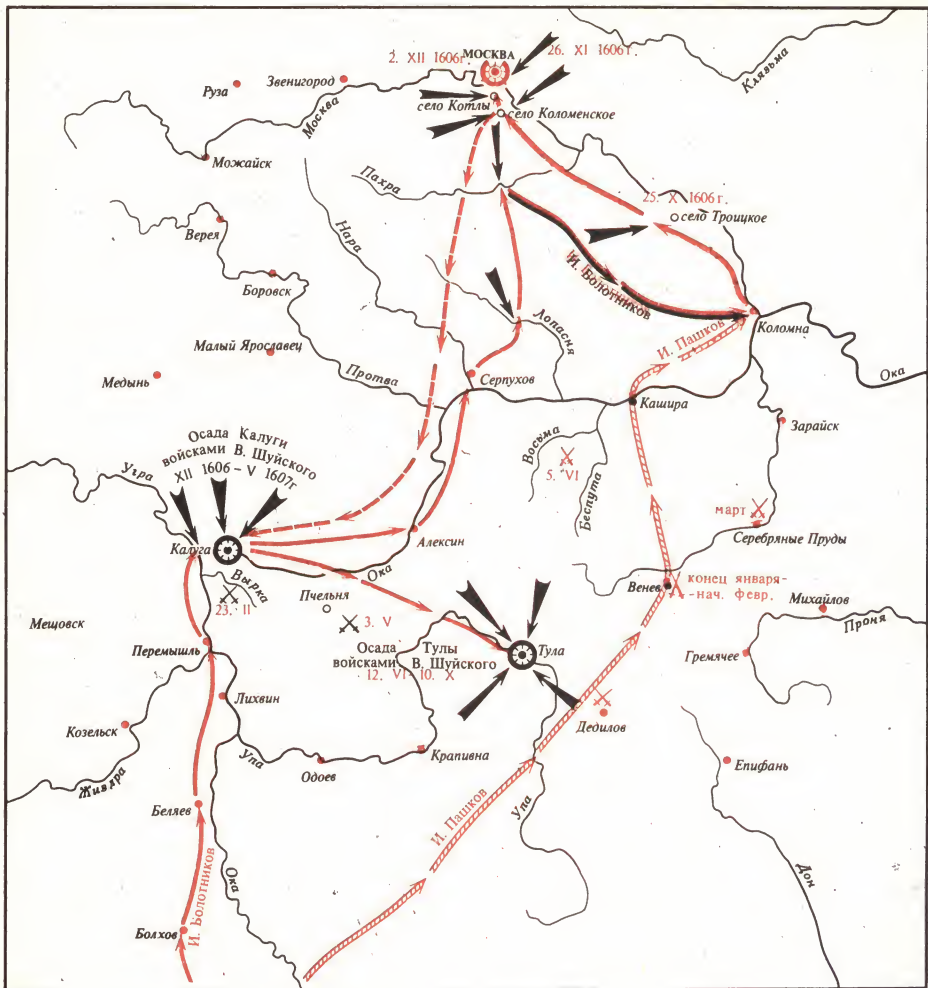 2. XII 1606г.
МОСКВА
26. XI 1606 г.
Клязьма
Руза
Звенигород
Москва
село Котлы
село Коломенское
Можайск
Пахра
25. X 1606 г.
село Троицкое
Верея
Нара
И. Болотников
Боровск
Лопасня
Коломна
Малый Ярославец
И. Пашков
Медынь
Протва
Серпухов
Ока
Кашира
Зарайск
Осада Калуги
войсками В. Шуйского
XII 1606 – V 1607г
Восьма
5. VI
Беспута
Угра
март
Серебряные Пруды
Калуга
Алексин
Ока
Вырка
23. II
Пчельня
3. V
Венев
конец января-
-нач. февр.
Михайлов
Проня
Мещовск
Перемышль
Осада Тулы
войсками В. Шуйского
12. VI – 10. X
Тула
Гремячее
Лихвин
Дедилов
Козельск
Упа
Одоев
Крапивна
Епифань
Жиздра
Беляев
И. Пашков
Упа
И. Болотников
Ока
Дон
Болхов